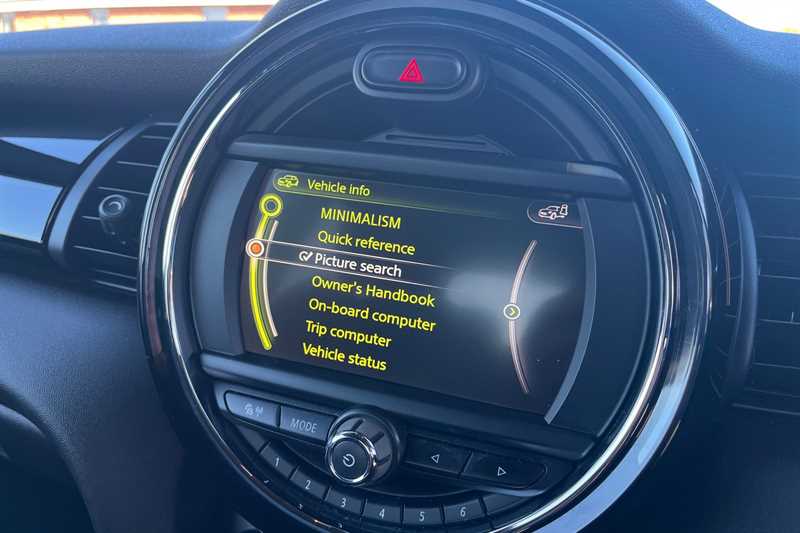 Vehicle info
MINIMALISM
Quick reference
Picture search
Owner's Handbook
On-board computer
Trip computer
Vehicle status
MODE
1
2
3
4
5
6